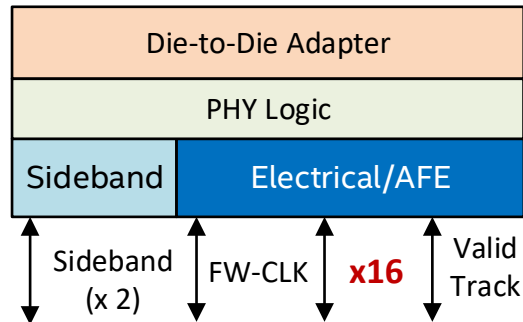 Die-to-Die Adapter
PHY Logic
Sideband
Electrical/AFE
Sideband
(x 2)
FW-CLK
x16
Valid
Track